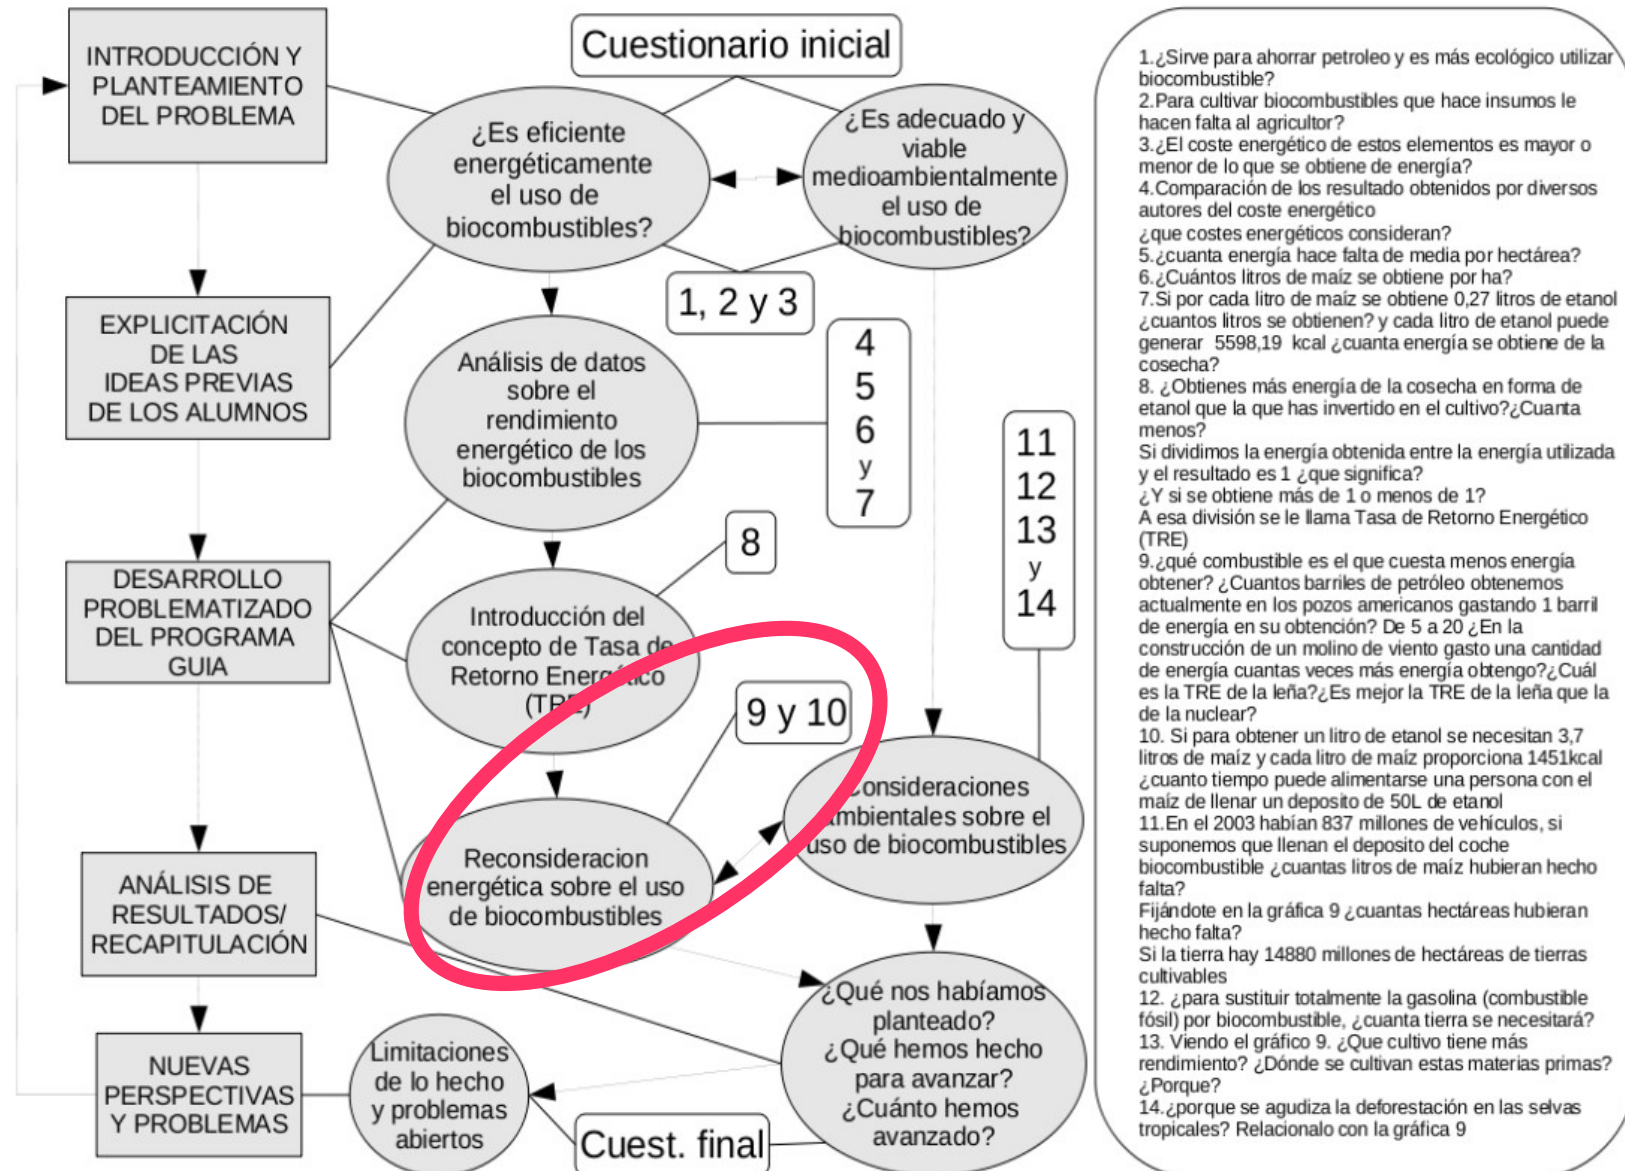 INTRODUCCIÓN Y
PLANTEAMIENTO
DEL PROBLEMA
EXPLICITACIÓN
DE LAS
IDEAS PREVIAS
DE LOS ALUMNOS
DESARROLLO
PROBLEMATIZADO
DEL PROGRAMA
GUIA
ANÁLISIS DE
RESULTADOS/
RECAPITULACIÓN
NUEVAS
PERSPECTIVAS
Y PROBLEMAS
Cuestionario inicial
¿Es eficiente
energéticamente
el uso de
biocombustibles?
¿Es adecuado y
viable
medioambientalmente
el uso de
biocombustibles?
1, 2 y 3
Análisis de datos
sobre el
rendimiento
energético de los
biocombustibles
4
5
6
y
7
8
Introducción del
concepto de Tasa de
Retorno Energético
(TRE)
9 y 10
11
12
13
y
14
Reconsideracion
energética sobre el uso
de biocombustibles
Consideraciones
ambientales sobre el
uso de biocombustibles
¿Qué nos habíamos
planteado?
¿Qué hemos hecho
para avanzar?
¿Cuánto hemos
avanzado?
Limitaciones
de lo hecho
y problemas
abiertos
Cuest. final
1.¿Sirve para ahorrar petroleo y es más ecológico utilizar
biocombustible?
2.Para cultivar biocombustibles que hace insumos le
hacen falta al agricultor?
3.¿El coste energético de estos elementos es mayor o
menor de lo que se obtiene de energía?
4.Comparación de los resultado obtenidos por diversos
autores del coste energético
¿que costes energéticos consideran?
5.¿cuanta energía hace falta de media por hectárea?
6.¿Cuántos litros de maíz se obtiene por ha?
7.Si por cada litro de maíz se obtiene 0,27 litros de etanol
¿cuantos litros se obtienen? y cada litro de etanol puede
generar 5598,19 kcal ¿cuanta energía se obtiene de la
cosecha?
8. ¿Obtienes más energía de la cosecha en forma de
etanol que la que has invertido en el cultivo?¿Cuanta
menos?
Si dividimos la energía obtenida entre la energía utilizada
y el resultado es 1 ¿que significa?
¿Y si se obtiene más de 1 o menos de 1?
A esa división se le llama Tasa de Retorno Energético
(TRE)
9.¿qué combustible es el que cuesta menos energía
obtener? ¿Cuantos barriles de petróleo obtenemos
actualmente en los pozos americanos gastando 1 barril
de energía en su obtención? De 5 a 20 ¿En la
construcción de un molino de viento gasto una cantidad
de energía cuantas veces más energía obtengo?¿Cuál
es la TRE de la leña?¿Es mejor la TRE de la leña que la
de la nuclear?
10. Si para obtener un litro de etanol se necesitan 3,7
litros de maíz y cada litro de maíz proporciona 1451kcal
¿cuanto tiempo puede alimentarse una persona con el
maíz de llenar un deposito de 50L de etanol
11.En el 2003 habían 837 millones de vehículos, si
suponemos que llenan el deposito del coche
biocombustible ¿cuantas litros de maíz hubieran hecho
falta?
Fijándote en la gráfica 9 ¿cuantas hectáreas hubieran
hecho falta?
Si la tierra hay 14880 millones de hectáreas de tierras
cultivables
12. ¿para sustituir totalmente la gasolina (combustible
fósil) por biocombustible, ¿cuanta tierra se necesitará?
13. Viendo el gráfico 9. ¿Que cultivo tiene más
rendimiento? ¿Dónde se cultivan estas materias primas?
¿Porque?
14.¿porque se agudiza la deforestación en las selvas
tropicales? Relacionalo con la gráfica 9